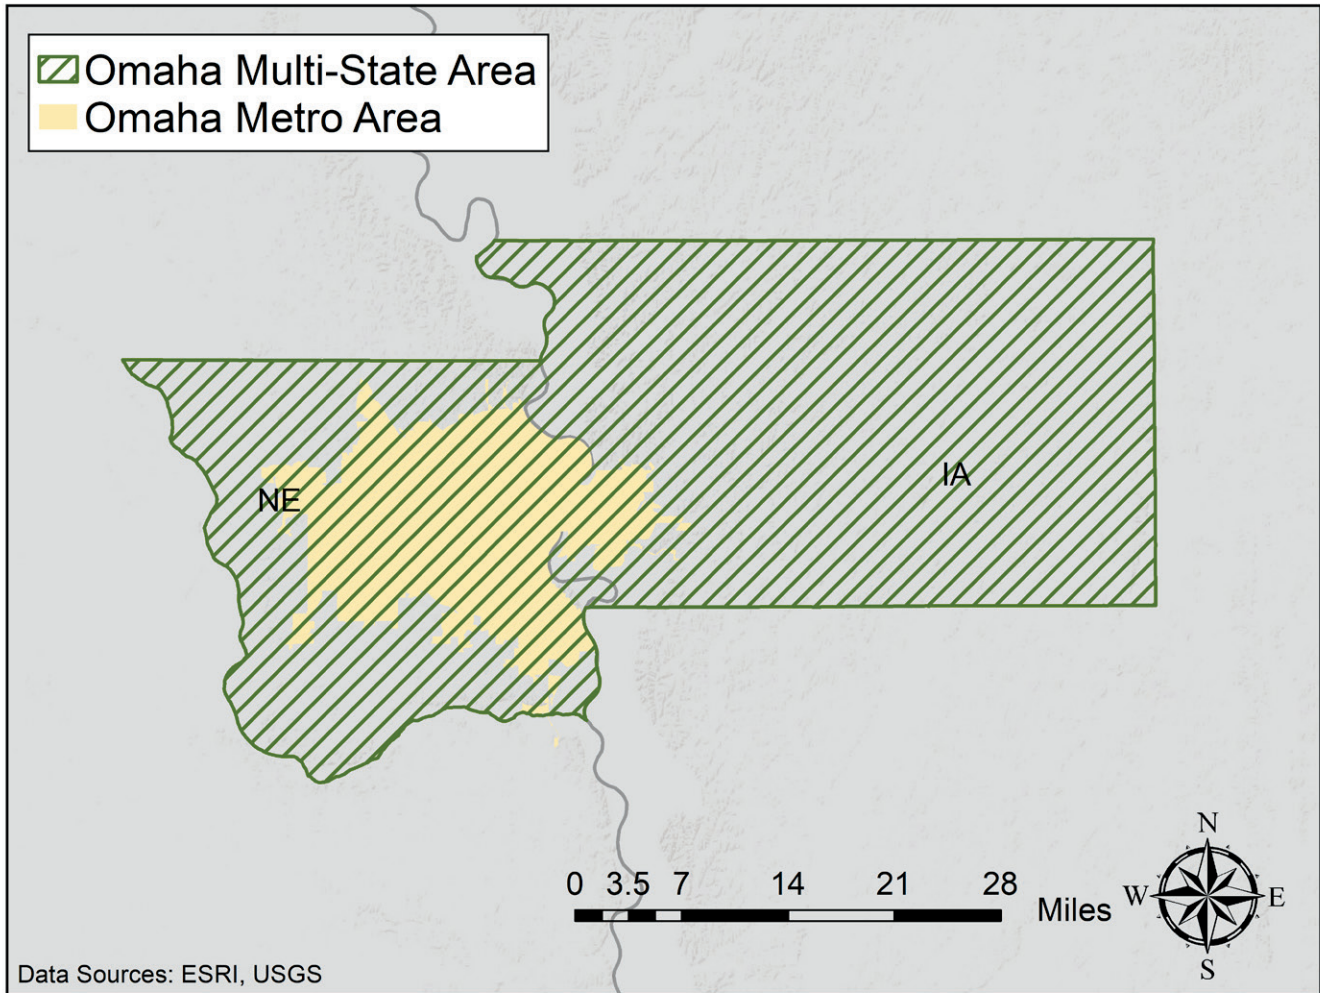 Omaha Multi-State Area
Omaha Metro Area
NE
IA
0 3.5 7 14 21 28
Miles
N
W E
S
Data Sources: ESRI, USGS